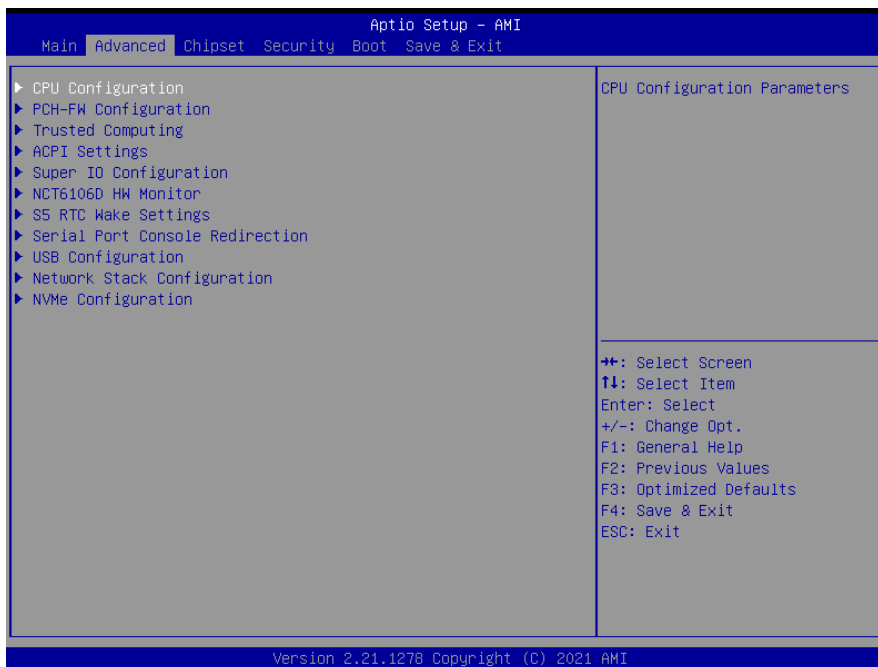 Aptio Setup – AMI
Main Advanced Chipset Security Boot Save & Exit
CPU Configuration
PCH-FW Configuration
Trusted Computing
ACPI Settings
Super IO Configuration
NCT6106D HW Monitor
S5 RTC Wake Settings
Serial Port Console Redirection
USB Configuration
Network Stack Configuration
NVMe Configuration
CPU Configuration Parameters
→←: Select Screen
↑↓: Select Item
Enter: Select
+/-: Change Opt.
F1: General Help
F2: Previous Values
F3: Optimized Defaults
F4: Save & Exit
ESC: Exit
Version 2.21.1278 Copyright (C) 2021 AMI